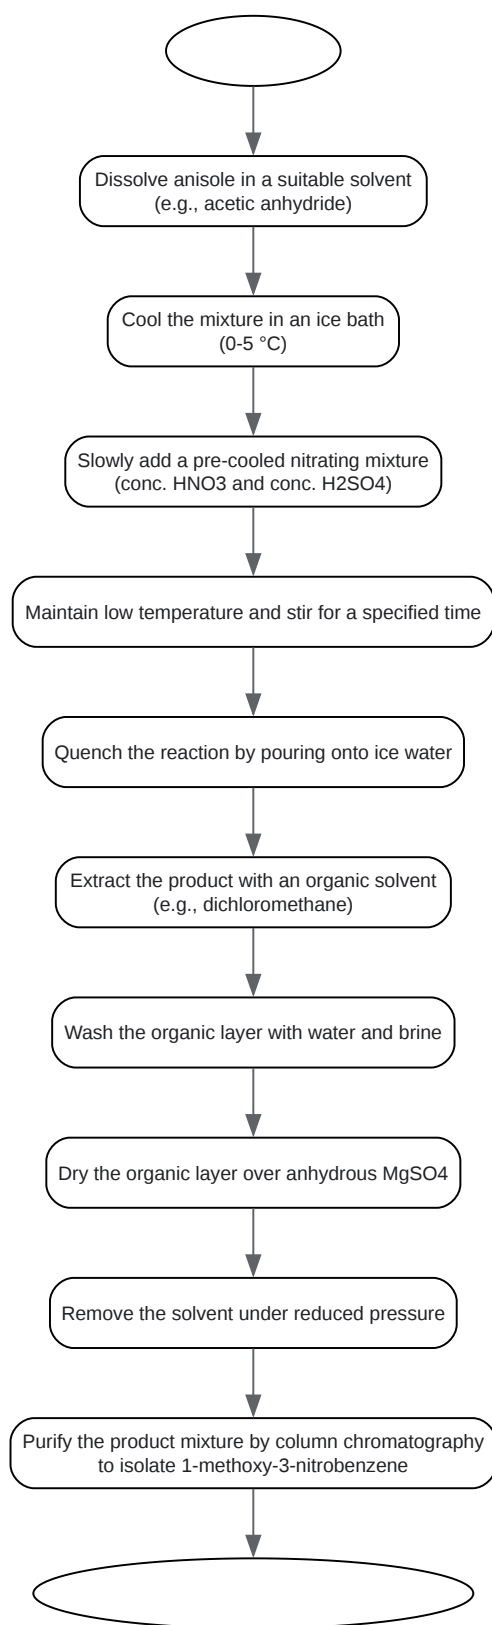 Dissolve anisole in a suitable solvent
(e.g., acetic anhydride)
Cool the mixture in an ice bath
(0-5 °C)
Slowly add a pre-cooled nitrating mixture
(conc. HNO3 and conc. H2SO4)
Maintain low temperature and stir for a specified time
Quench the reaction by pouring onto ice water
Extract the product with an organic solvent
(e.g., dichloromethane)
Wash the organic layer with water and brine
Dry the organic layer over anhydrous MgSO4
Remove the solvent under reduced pressure
Purify the product mixture by column chromatography
to isolate 1-methoxy-3-nitrobenzene